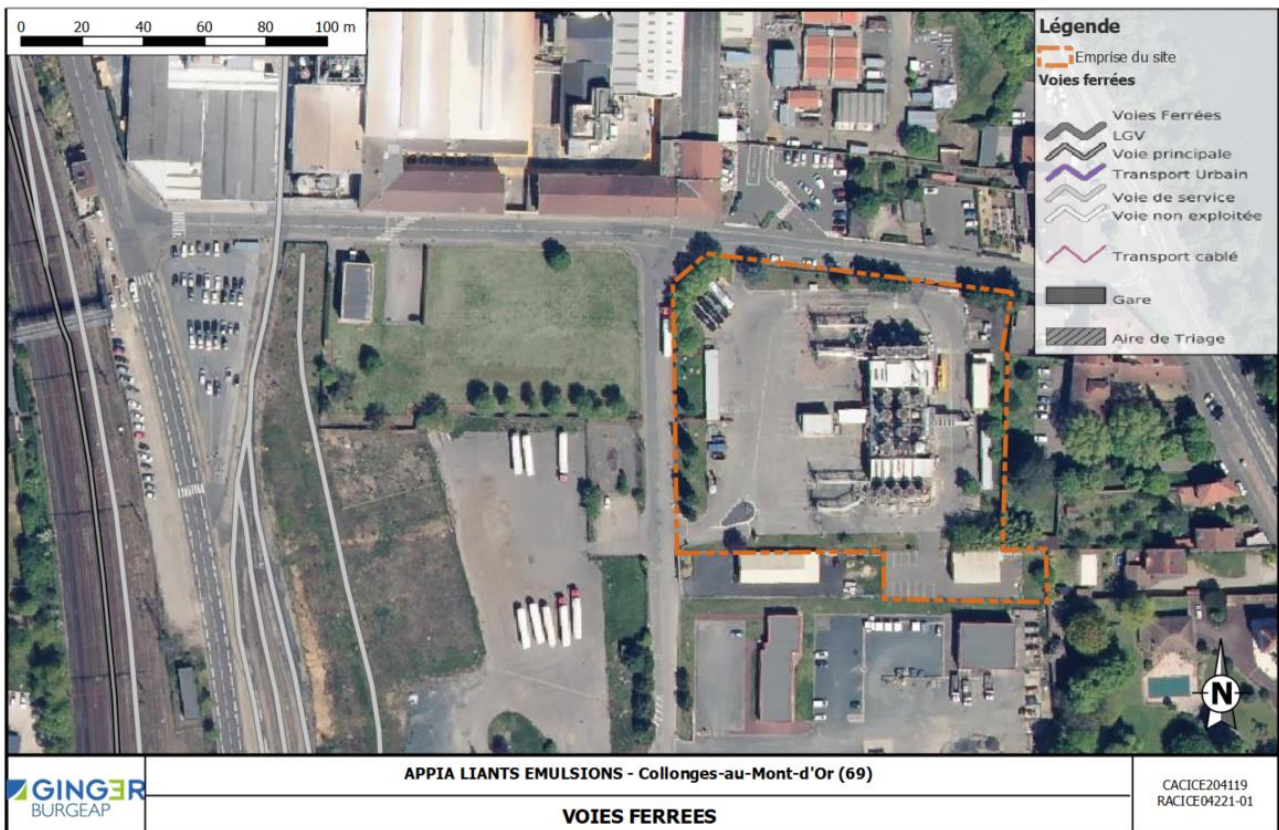 0 20 40 60 80 100 m
Légende
Emprise du site
Voies ferrées
Voies Ferrées
LGV
Voie principale
Transport Urbain
Voie de service
Voie non exploitée
Transport cablé
Gare
Aire de Triage
N
GINGER
BURGEAP
APPIA LIANTS EMULSIONS - Collonges-au-Mont-d'Or (69)
VOIES FERREES
CACICE204119
RACICE04221-01